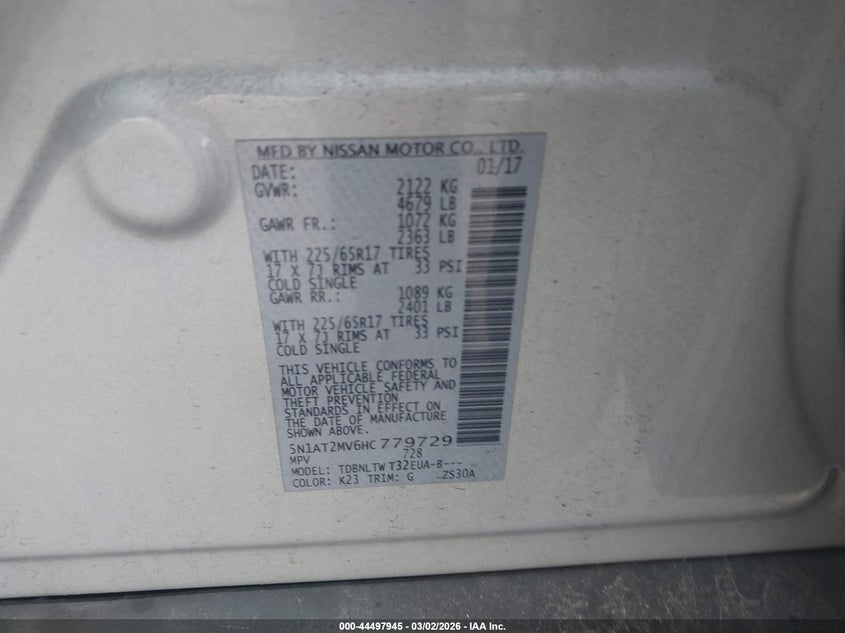 MFD BY NISSAN MOTOR CO., LTD.
DATE: 01/17
GVWR: 2122 KG
4679 LB
GAWR FR.: 1072 KG
2363 LB
WITH 225/65R17 TIRES
17 X 7J RIMS AT 33 PSI
COLD SINGLE
GAWR RR.: 1089 KG
2401 LB
WITH 225/65R17 TIRES
17 X 7J RIMS AT 33 PSI
COLD SINGLE
THIS VEHICLE CONFORMS TO
ALL APPLICABLE FEDERAL
MOTOR VEHICLE SAFETY AND
THEFT PREVENTION
STANDARDS IN EFFECT ON
THE DATE OF MANUFACTURE
SHOWN ABOVE.
5N1AT2MV6HC779729
MPV 728
MODEL: TDBNLTW T32EUA-B---
COLOR: K23 TRIM: G ZS30A
000-44497945 - 03/02/2026 - IAA Inc.